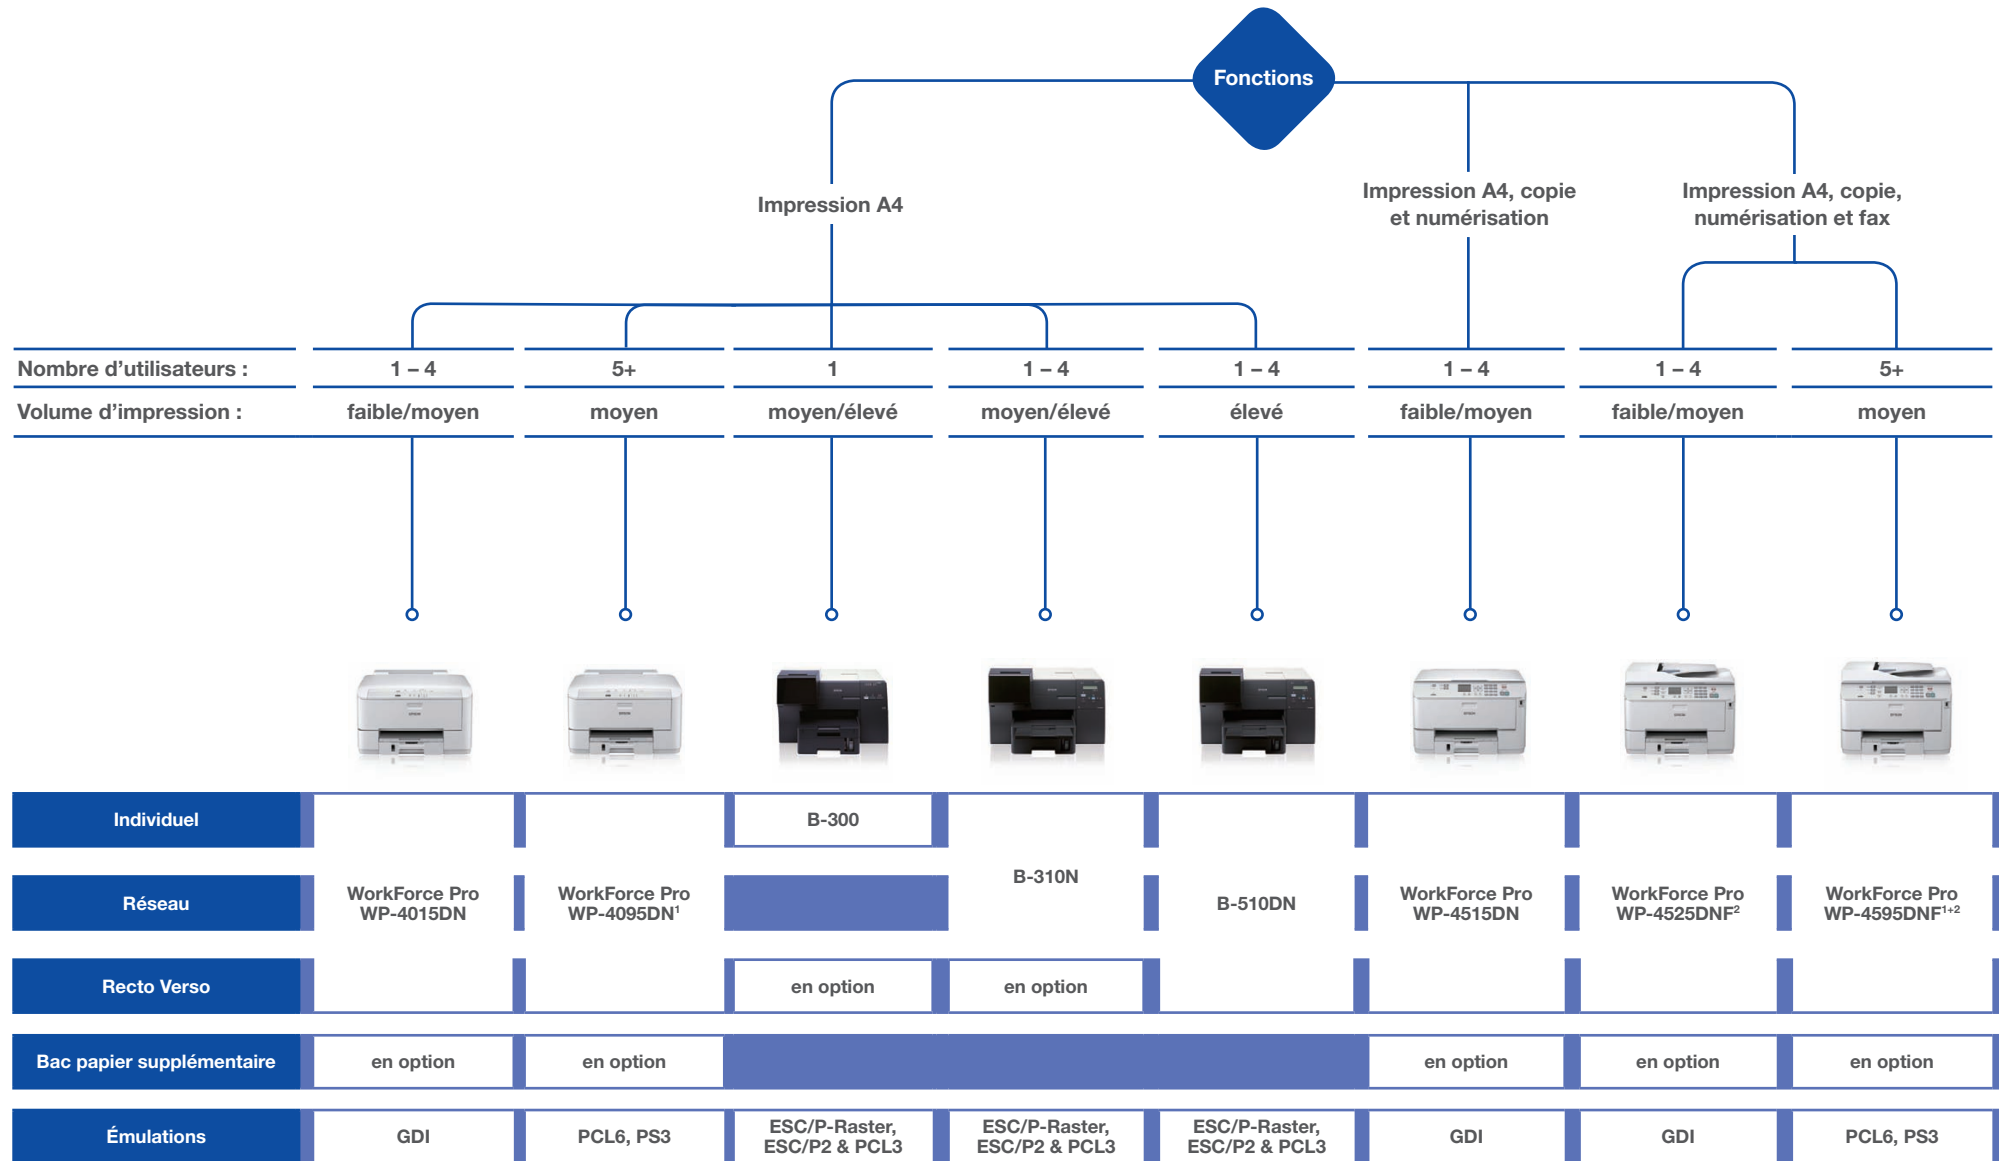 Fonctions
Impression A4
Impression A4, copie
et numérisation
Impression A4, copie,
numérisation et fax
Nombre d’utilisateurs : 1 – 4 5+ 1 1 – 4 1 – 4 1 – 4 1 – 4 5+
Volume d’impression : faible/moyen moyen moyen/élevé moyen/élevé élevé faible/moyen faible/moyen moyen
Individuel
B-300
Réseau
WorkForce Pro
WP-4015DN
WorkForce Pro
WP-4095DN¹
B-310N
B-510DN
WorkForce Pro
WP-4515DN
WorkForce Pro
WP-4525DNF²
WorkForce Pro
WP-4595DNF¹⁺²
Recto Verso en option en option
Bac papier supplémentaire en option en option en option en option en option
Émulations
GDI
PCL6, PS3
ESC/P-Raster,
ESC/P2 & PCL3
ESC/P-Raster,
ESC/P2 & PCL3
ESC/P-Raster,
ESC/P2 & PCL3
GDI
GDI
PCL6, PS3